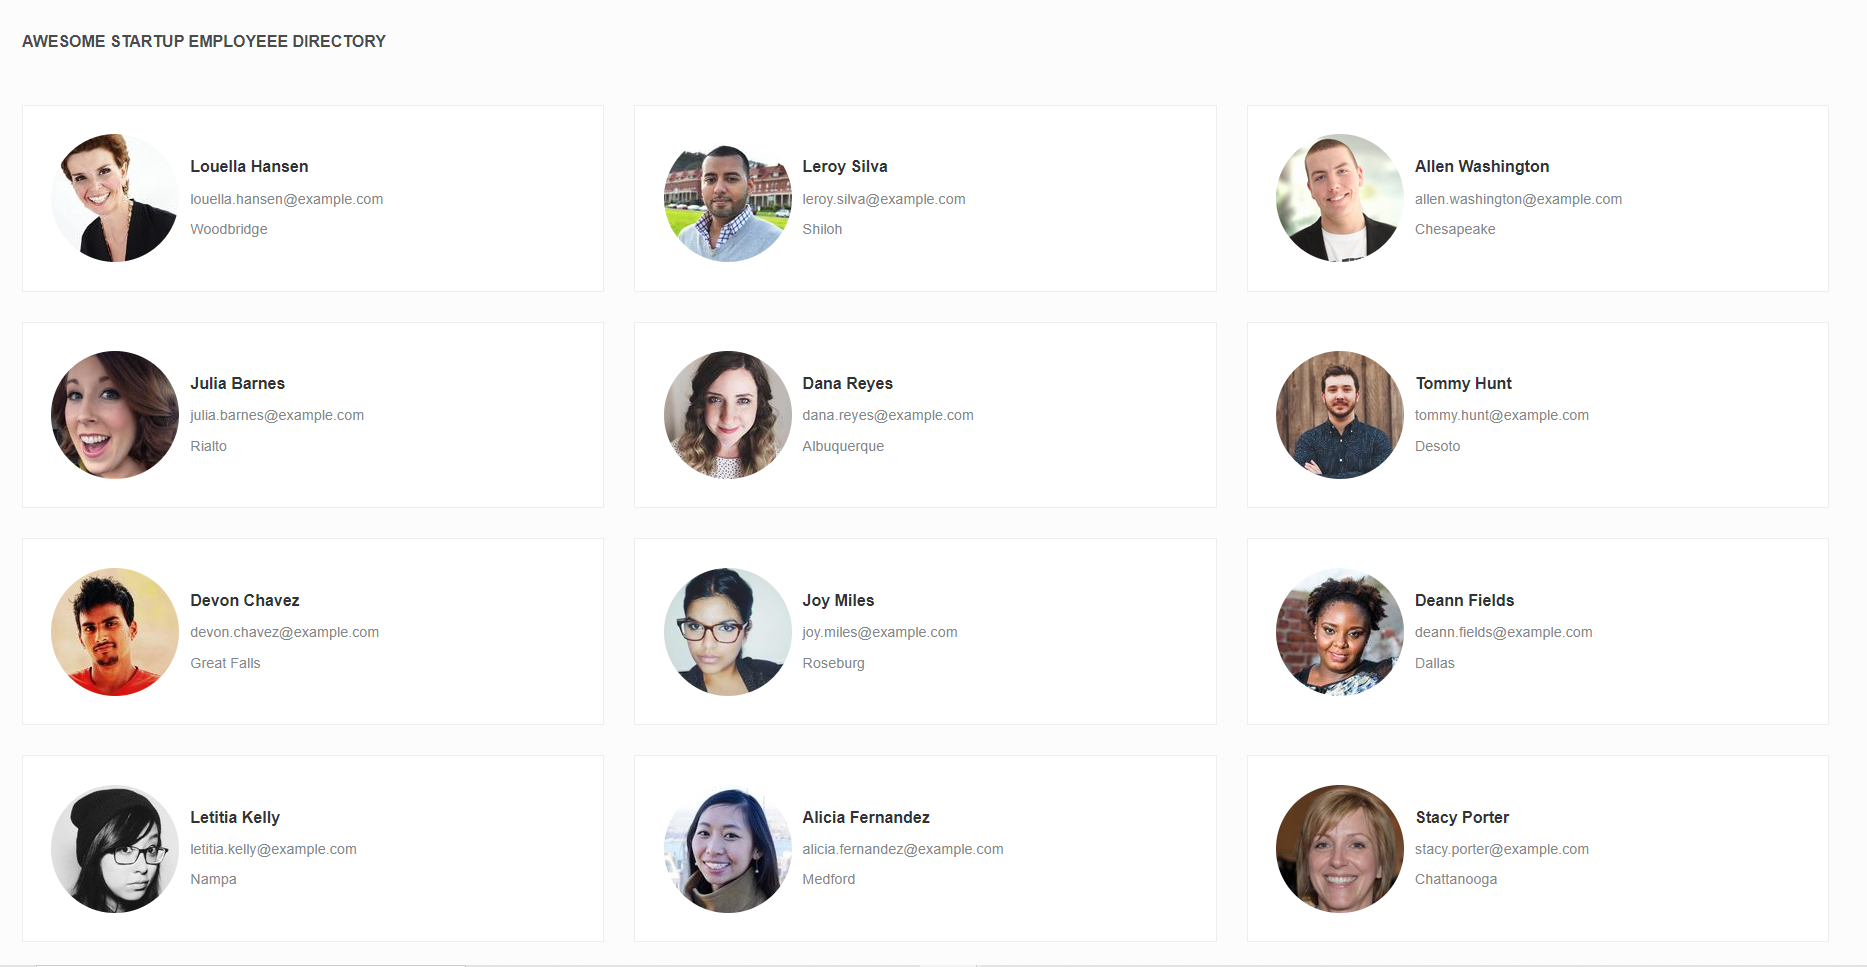 AWESOME STARTUP EMPLOYEEE DIRECTORY
Louella Hansen
louella.hansen@example.com
Woodbridge
Leroy Silva
leroy.silva@example.com
Shiloh
Allen Washington
allen.washington@example.com
Chesapeake
Julia Barnes
julia.barnes@example.com
Rialto
Dana Reyes
dana.reyes@example.com
Albuquerque
Tommy Hunt
tommy.hunt@example.com
Desoto
Devon Chavez
devon.chavez@example.com
Great Falls
Joy Miles
joy.miles@example.com
Roseburg
Deann Fields
deann.fields@example.com
Dallas
Letitia Kelly
letitia.kelly@example.com
Nampa
Alicia Fernandez
alicia.fernandez@example.com
Medford
Stacy Porter
stacy.porter@example.com
Chattanooga